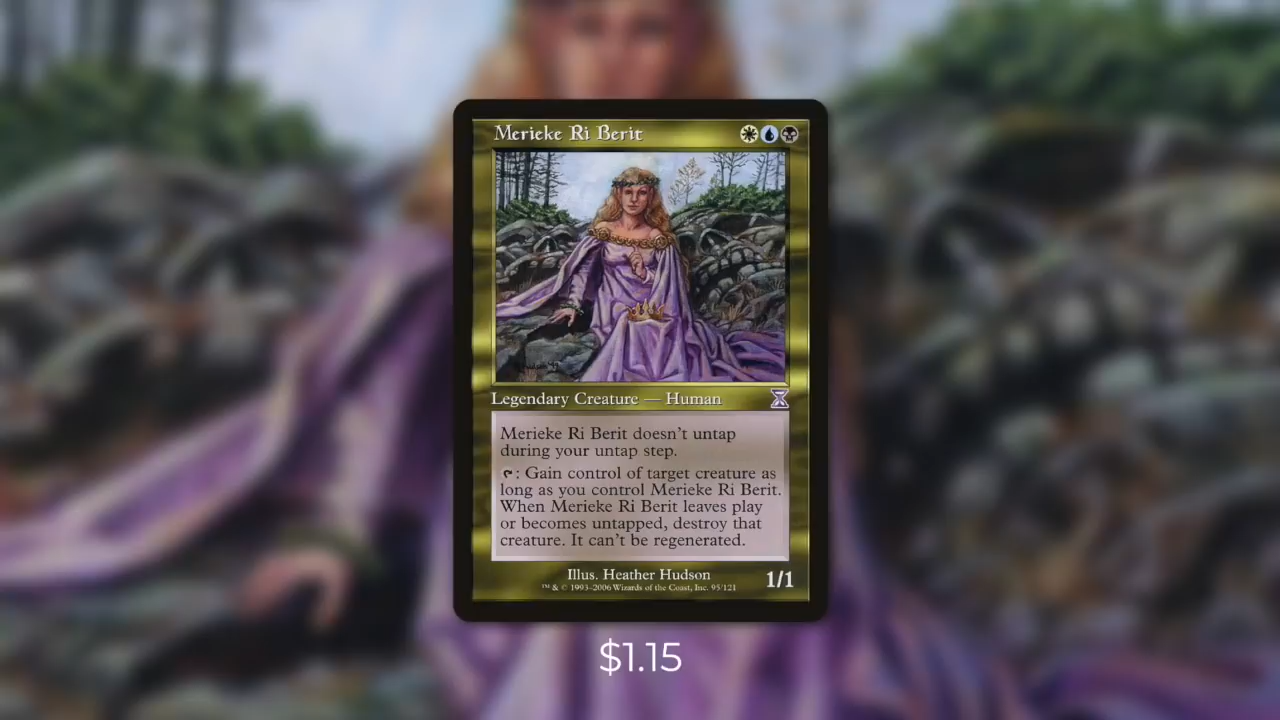 Merieke Ri Berit
Legendary Creature — Human
Merieke Ri Berit doesn't untap
during your untap step.
: Gain control of target creature as
long as you control Merieke Ri Berit.
When Merieke Ri Berit leaves play
or becomes untapped, destroy that
creature. It can't be regenerated.
Illus. Heather Hudson
™ & © 1993–2006 Wizards of the Coast, Inc. 95/121
1/1
$1.15